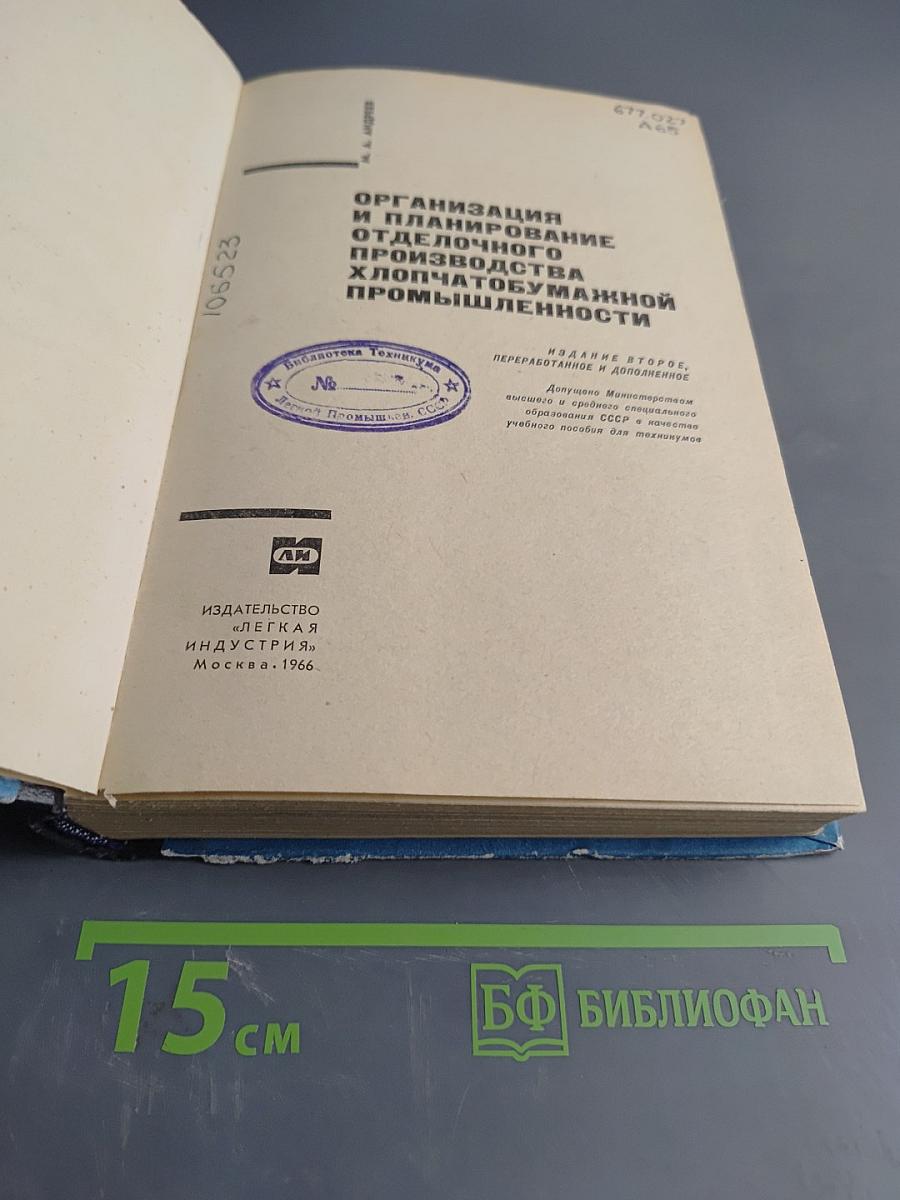 677.027
А65
М. А. АНДРЕЕВ
ОРГАНИЗАЦИЯ
И ПЛАНИРОВАНИЕ
ОТДЕЛОЧНОГО
ПРОИЗВОДСТВА
ХЛОПЧАТОБУМАЖНОЙ
ПРОМЫШЛЕННОСТИ
106523
ИЗДАНИЕ ВТОРОЕ,
ПЕРЕРАБОТАННОЕ И ДОПОЛНЕННОЕ
Допущено Министерством
высшего и среднего специального
образования СССР в качестве
учебного пособия для техникумов
Библиотека Техникума
№
Легкой Промышлен. СССР
ЛИ
ИЗДАТЕЛЬСТВО
«ЛЕГКАЯ
ИНДУСТРИЯ»
Москва • 1966
15 см
БФ БИБЛИОФАН